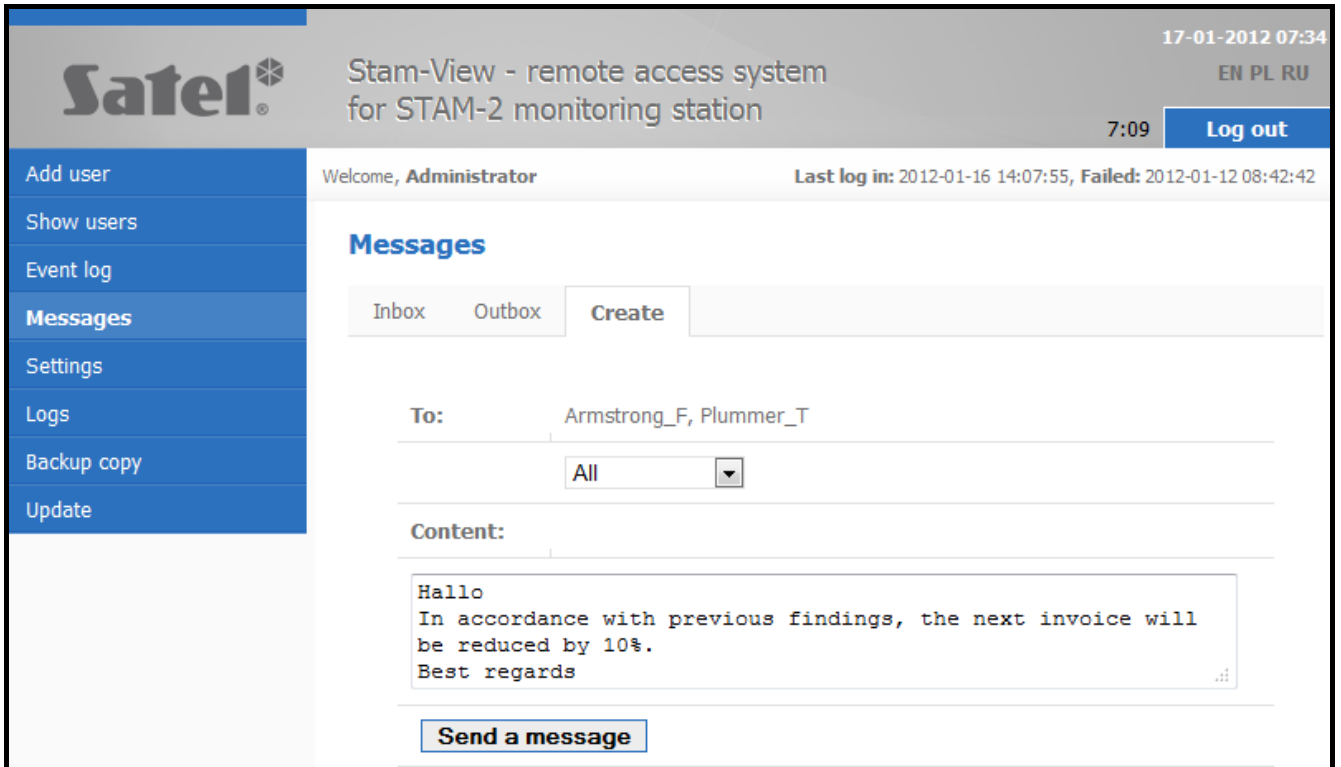 17-01-2012 07:34
Satel®
Stam-View - remote access system
for STAM-2 monitoring station
EN PL RU
7:09 Log out
Add user
Show users
Event log
Messages
Settings
Logs
Backup copy
Update
Welcome, Administrator
Last log in: 2012-01-16 14:07:55, Failed: 2012-01-12 08:42:42
Messages
Inbox Outbox Create
To: Armstrong_F, Plummer_T
All
Content:
Hallo
In accordance with previous findings, the next invoice will
be reduced by 10%.
Best regards
Send a message